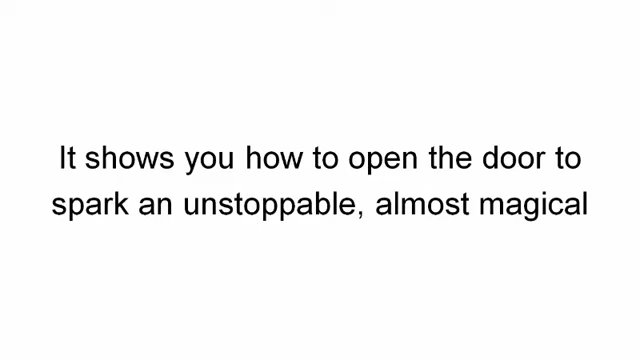 It shows you how to open the door to
spark an unstoppable, almost magical